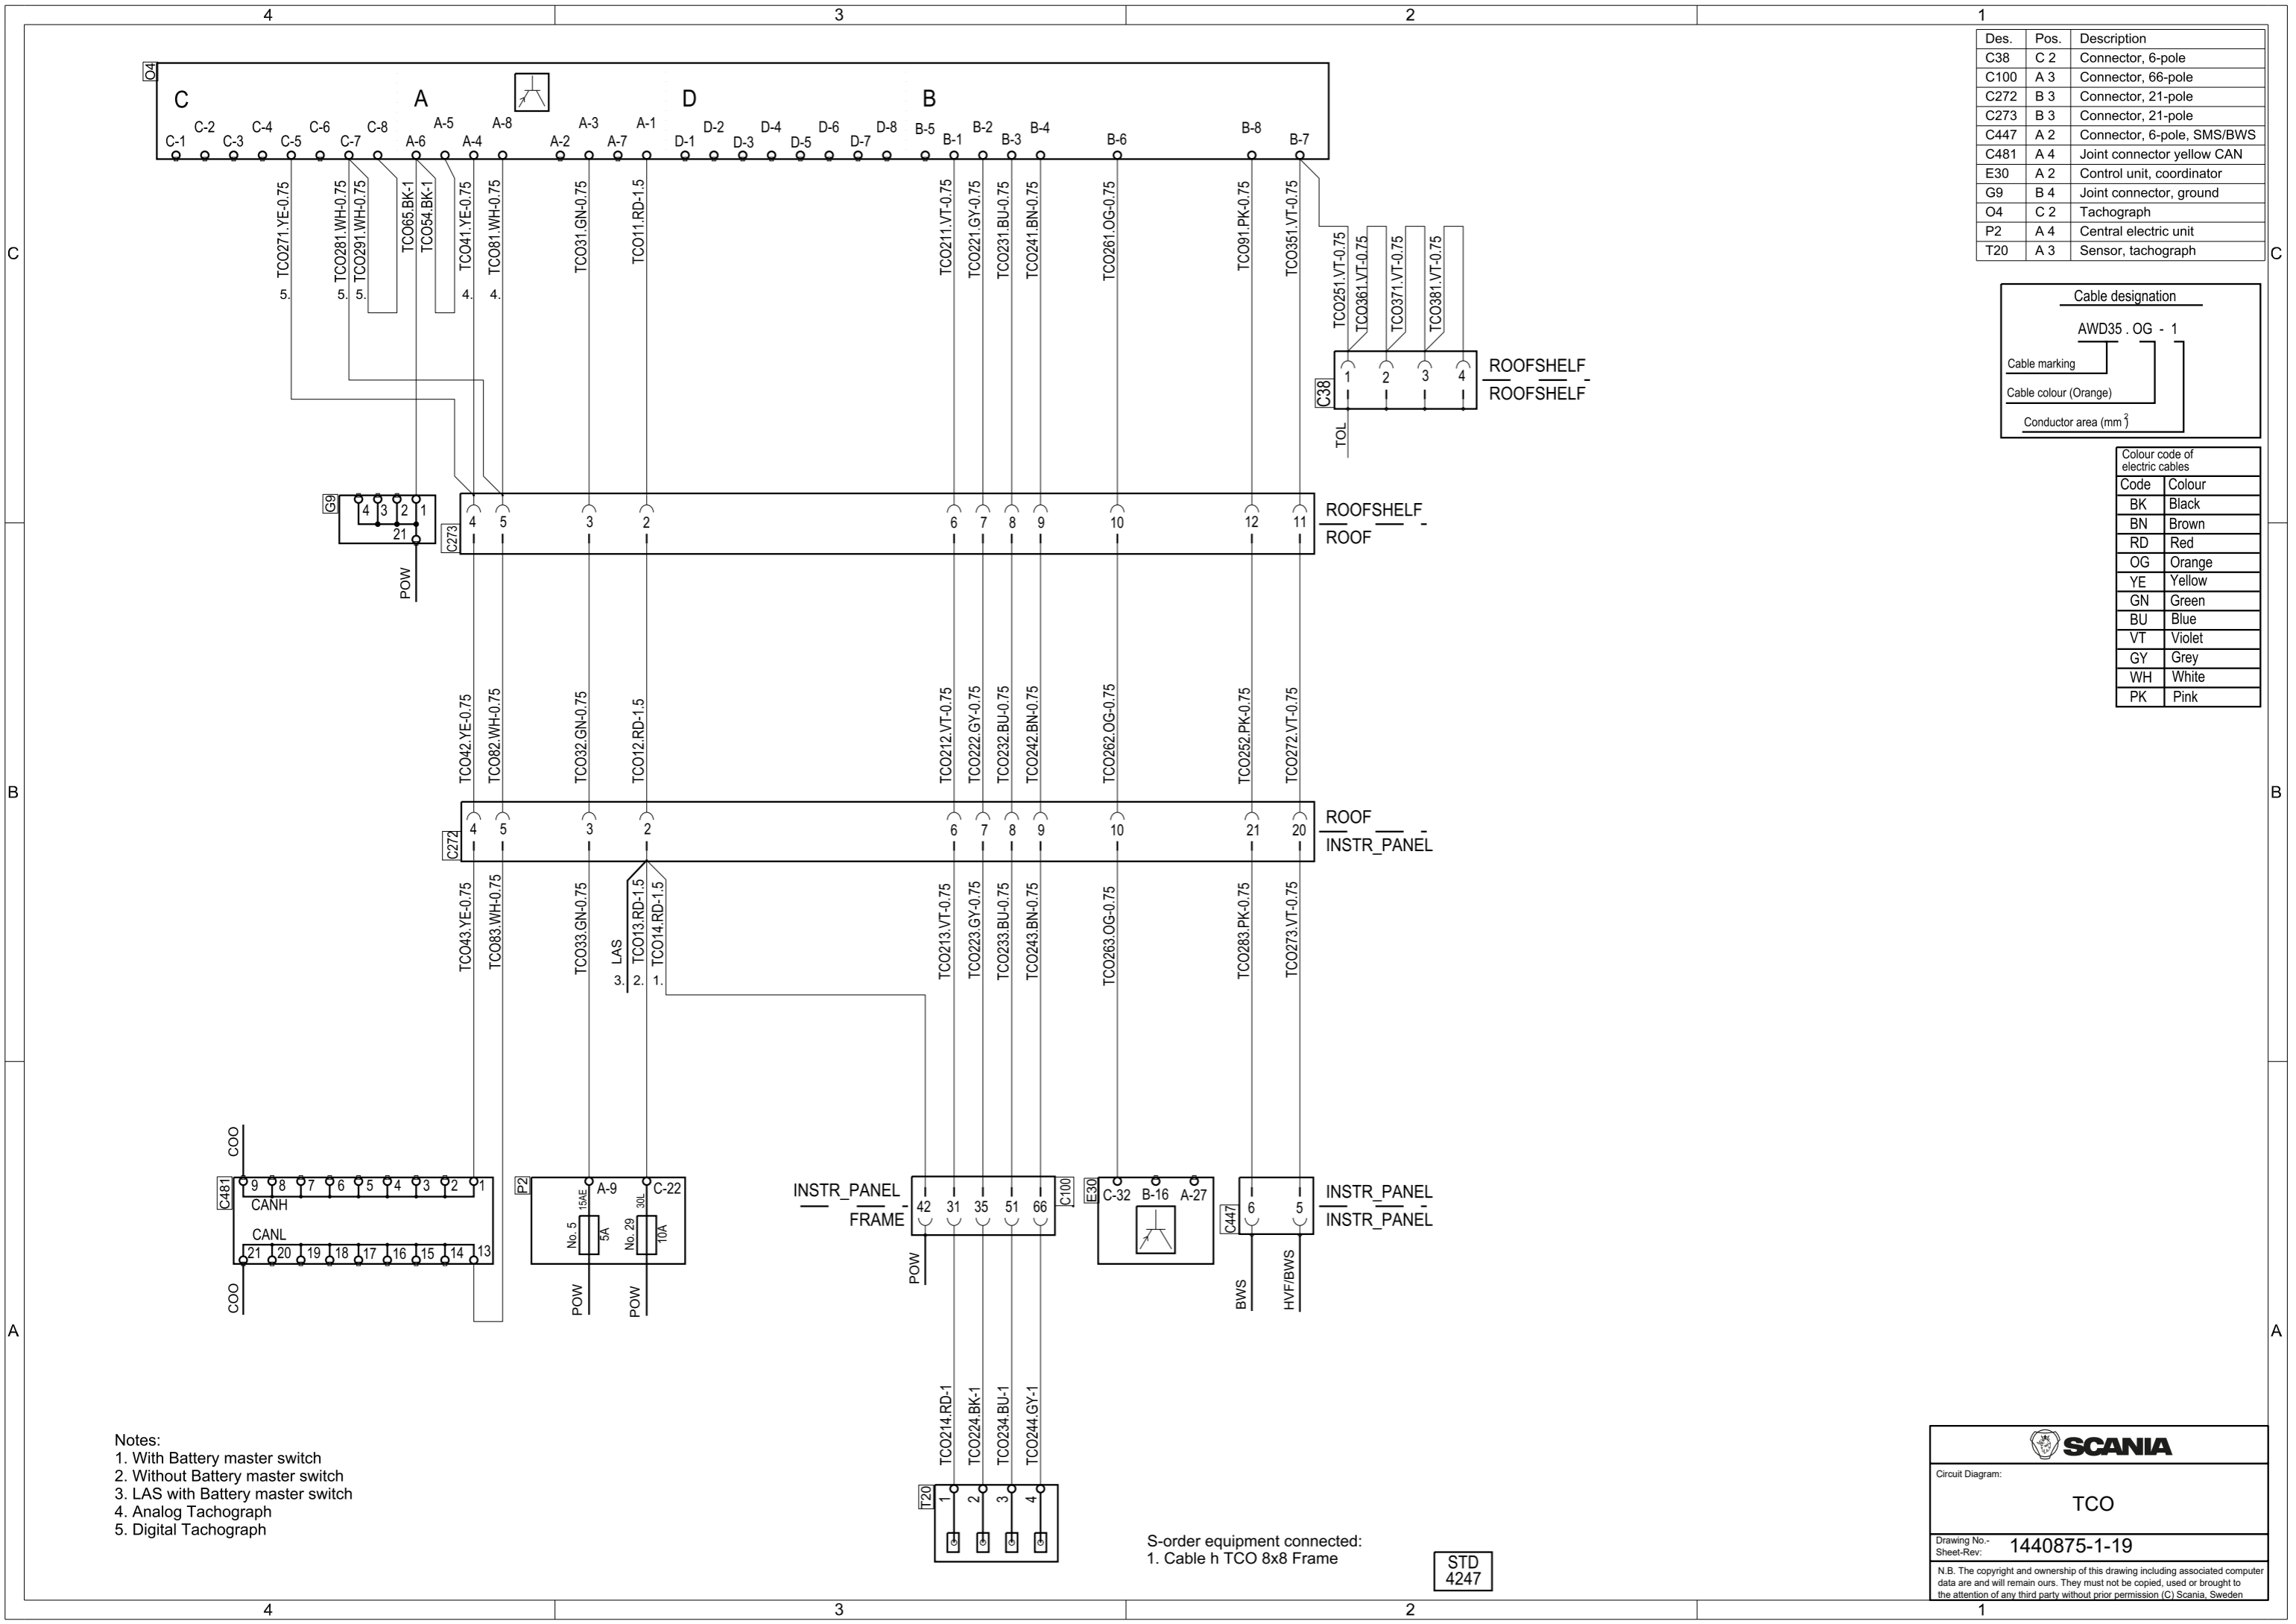 4 3 2 1
O4
C A D B
C-1 C-2 C-3 C-4 C-5 C-6 C-7 C-8 A-6 A-5 A-4 A-8 A-2 A-3 A-7 A-1 D-1 D-2 D-3 D-4 D-5 D-6 D-7 D-8 B-5 B-1 B-2 B-3 B-4 B-6 B-8 B-7
Des. Pos. Description
C38 C 2 Connector, 6-pole
C100 A 3 Connector, 66-pole
C272 B 3 Connector, 21-pole
C273 B 3 Connector, 21-pole
C447 A 2 Connector, 6-pole, SMS/BWS
C481 A 4 Joint connector yellow CAN
E30 A 2 Control unit, coordinator
G9 B 4 Joint connector, ground
O4 C 2 Tachograph
P2 A 4 Central electric unit
T20 A 3 Sensor, tachograph
TCO271.YE-0.75
5.
TCO281.WH-0.75
5.
TCO291.WH-0.75
5.
TCO65.BK-1
TCO54.BK-1
TCO41.YE-0.75
4.
TCO81.WH-0.75
4.
TCO31.GN-0.75
TCO11.RD-1.5
TCO211.VT-0.75
TCO221.GY-0.75
TCO231.BU-0.75
TCO241.BN-0.75
TCO261.OG-0.75
TCO91.PK-0.75
TCO351.VT-0.75
TCO251.VT-0.75
TCO361.VT-0.75
TCO371.VT-0.75
TCO381.VT-0.75
C C
Cable designation
AWD35 . OG - 1
Cable marking
Cable colour (Orange)
Conductor area (mm²)
C38
1 2 3 4
ROOFSHELF
ROOFSHELF
TOL
Colour code of
electric cables
Code Colour
BK Black
BN Brown
RD Red
OG Orange
YE Yellow
GN Green
BU Blue
VT Violet
GY Grey
WH White
PK Pink
G9
4 3 2 1
21
POW
C273
4 5 3 2 6 7 8 9 10 12 11
ROOFSHELF
ROOF
TCO42.YE-0.75
TCO82.WH-0.75
TCO32.GN-0.75
TCO12.RD-1.5
TCO212.VT-0.75
TCO222.GY-0.75
TCO232.BU-0.75
TCO242.BN-0.75
TCO262.OG-0.75
TCO252.PK-0.75
TCO272.VT-0.75
B B
C272
4 5 3 2 6 7 8 9 10 21 20
ROOF
INSTR_PANEL
TCO43.YE-0.75
TCO83.WH-0.75
TCO33.GN-0.75
LAS
3.
TCO13.RD-1.5
2.
TCO14.RD-1.5
1.
TCO213.VT-0.75
TCO223.GY-0.75
TCO233.BU-0.75
TCO243.BN-0.75
TCO263.OG-0.75
TCO283.PK-0.75
TCO273.VT-0.75
COO
C481
9 8 7 6 5 4 3 2 1
CANH
CANL
21 20 19 18 17 16 15 14 13
COO
P2
A-9 C-22
15AE
30L
No. 5
5A
No. 29
10A
POW
POW
INSTR_PANEL
FRAME
42 31 35 51 66
C100
POW
E30
C-32 B-16 A-27
C447
6 5
INSTR_PANEL
INSTR_PANEL
BWS
HVF/BWS
A A
TCO214.RD-1
TCO224.BK-1
TCO234.BU-1
TCO244.GY-1
T20
1 2 3 4
Notes:
1. With Battery master switch
2. Without Battery master switch
3. LAS with Battery master switch
4. Analog Tachograph
5. Digital Tachograph
S-order equipment connected:
1. Cable h TCO 8x8 Frame
STD
4247
SCANIA
Circuit Diagram:
TCO
Drawing No.-
Sheet-Rev:
1440875-1-19
N.B. The copyright and ownership of this drawing including associated computer
data are and will remain ours. They must not be copied, used or brought to
the attention of any third party without prior permission (C) Scania, Sweden
4 3 2 1